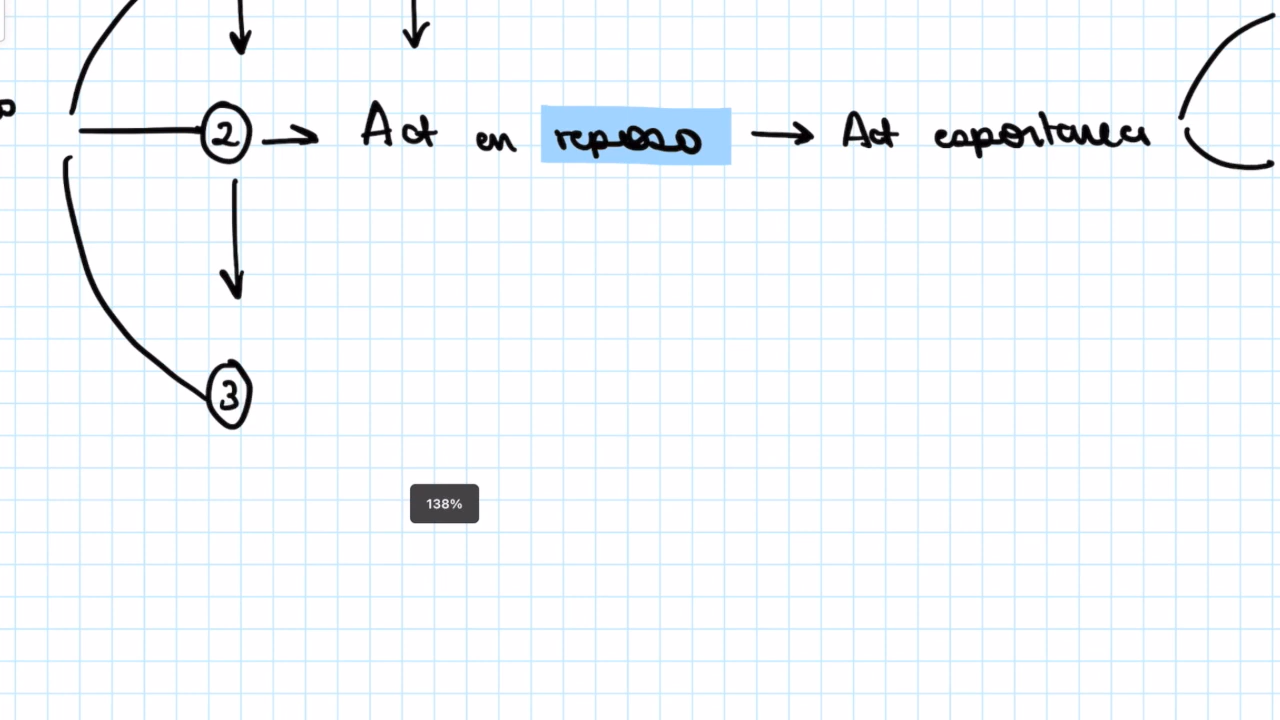 2 → Act en reposo → Act espontanea
3
138%